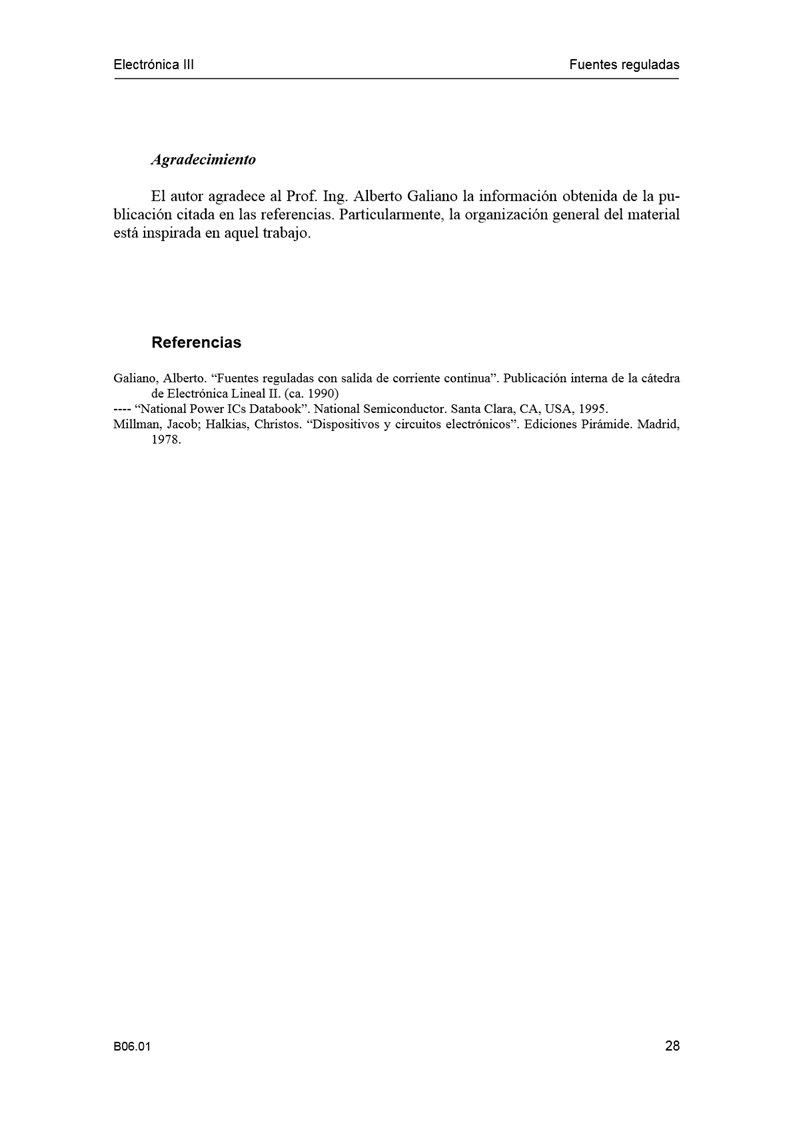 Electrónica III Fuentes reguladas
Agradecimiento
El autor agradece al Prof. Ing. Alberto Galiano la información obtenida de la pu-
blicación citada en las referencias. Particularmente, la organización general del material
está inspirada en aquel trabajo.
Referencias
Galiano, Alberto. “Fuentes reguladas con salida de corriente continua”. Publicación interna de la cátedra
de Electrónica Lineal II. (ca. 1990)
---- “National Power ICs Databook”. National Semiconductor. Santa Clara, CA, USA, 1995.
Millman, Jacob; Halkias, Christos. “Dispositivos y circuitos electrónicos”. Ediciones Pirámide. Madrid,
1978.
B06.01 28